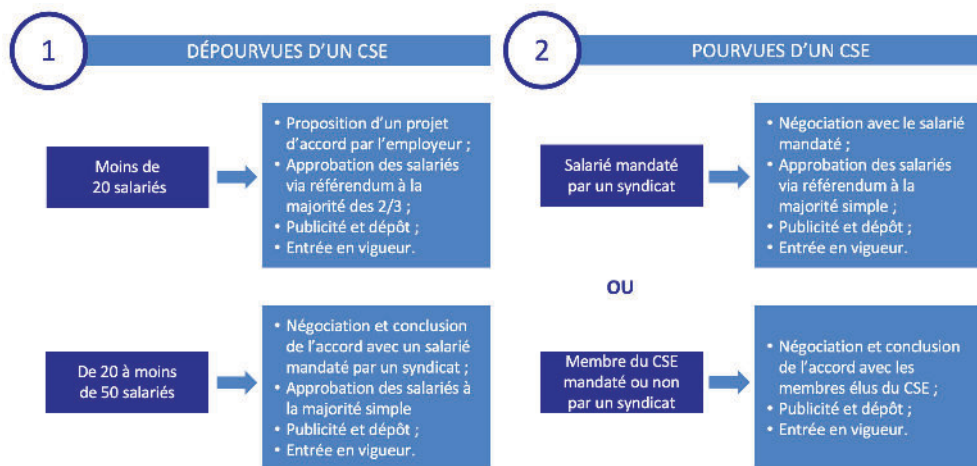 1
DÉPOURVUES D'UN CSE
Moins de
20 salariés
• Proposition d'un projet
d'accord par l'employeur ;
• Approbation des salariés
via référendum à la
majorité des 2/3 ;
• Publicité et dépôt ;
• Entrée en vigueur.
De 20 à moins
de 50 salariés
• Négociation et conclusion
de l'accord avec un salarié
mandaté par un syndicat ;
• Approbation des salariés à
la majorité simple
• Publicité et dépôt ;
• Entrée en vigueur.
2
POURVUES D'UN CSE
Salarié mandaté
par un syndicat
• Négociation avec le salarié
mandaté ;
• Approbation des salariés
via référendum à la
majorité simple ;
• Publicité et dépôt ;
• Entrée en vigueur.
OU
Membre du CSE
mandaté ou non
par un syndicat
• Négociation et conclusion
de l'accord avec les
membres élus du CSE ;
• Publicité et dépôt ;
• Entrée en vigueur.